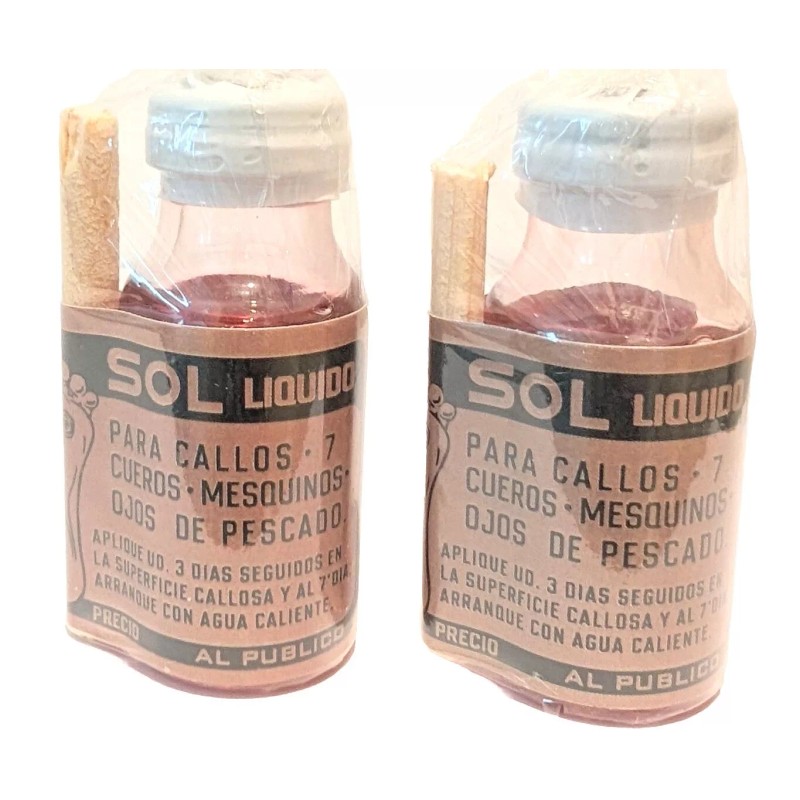 SOL LIQUIDO
PARA CALLOS · 7
CUEROS · MESQUINOS ·
OJOS DE PESCADO.
APLIQUE UD. 3 DIAS SEGUIDOS EN
LA SUPERFICIE CALLOSA Y AL 7° DIA
ARRANQUE CON AGUA CALIENTE.
PRECIO
AL PUBLICO
SOL LIQUIDO
PARA CALLOS · 7
CUEROS · MESQUINOS ·
OJOS DE PESCADO
APLIQUE UD. 3 DIAS SEGUIDOS EN
LA SUPERFICIE CALLOSA Y AL 7° DIA
ARRANQUE CON AGUA CALIENTE.
PRECIO
AL PUBLICO